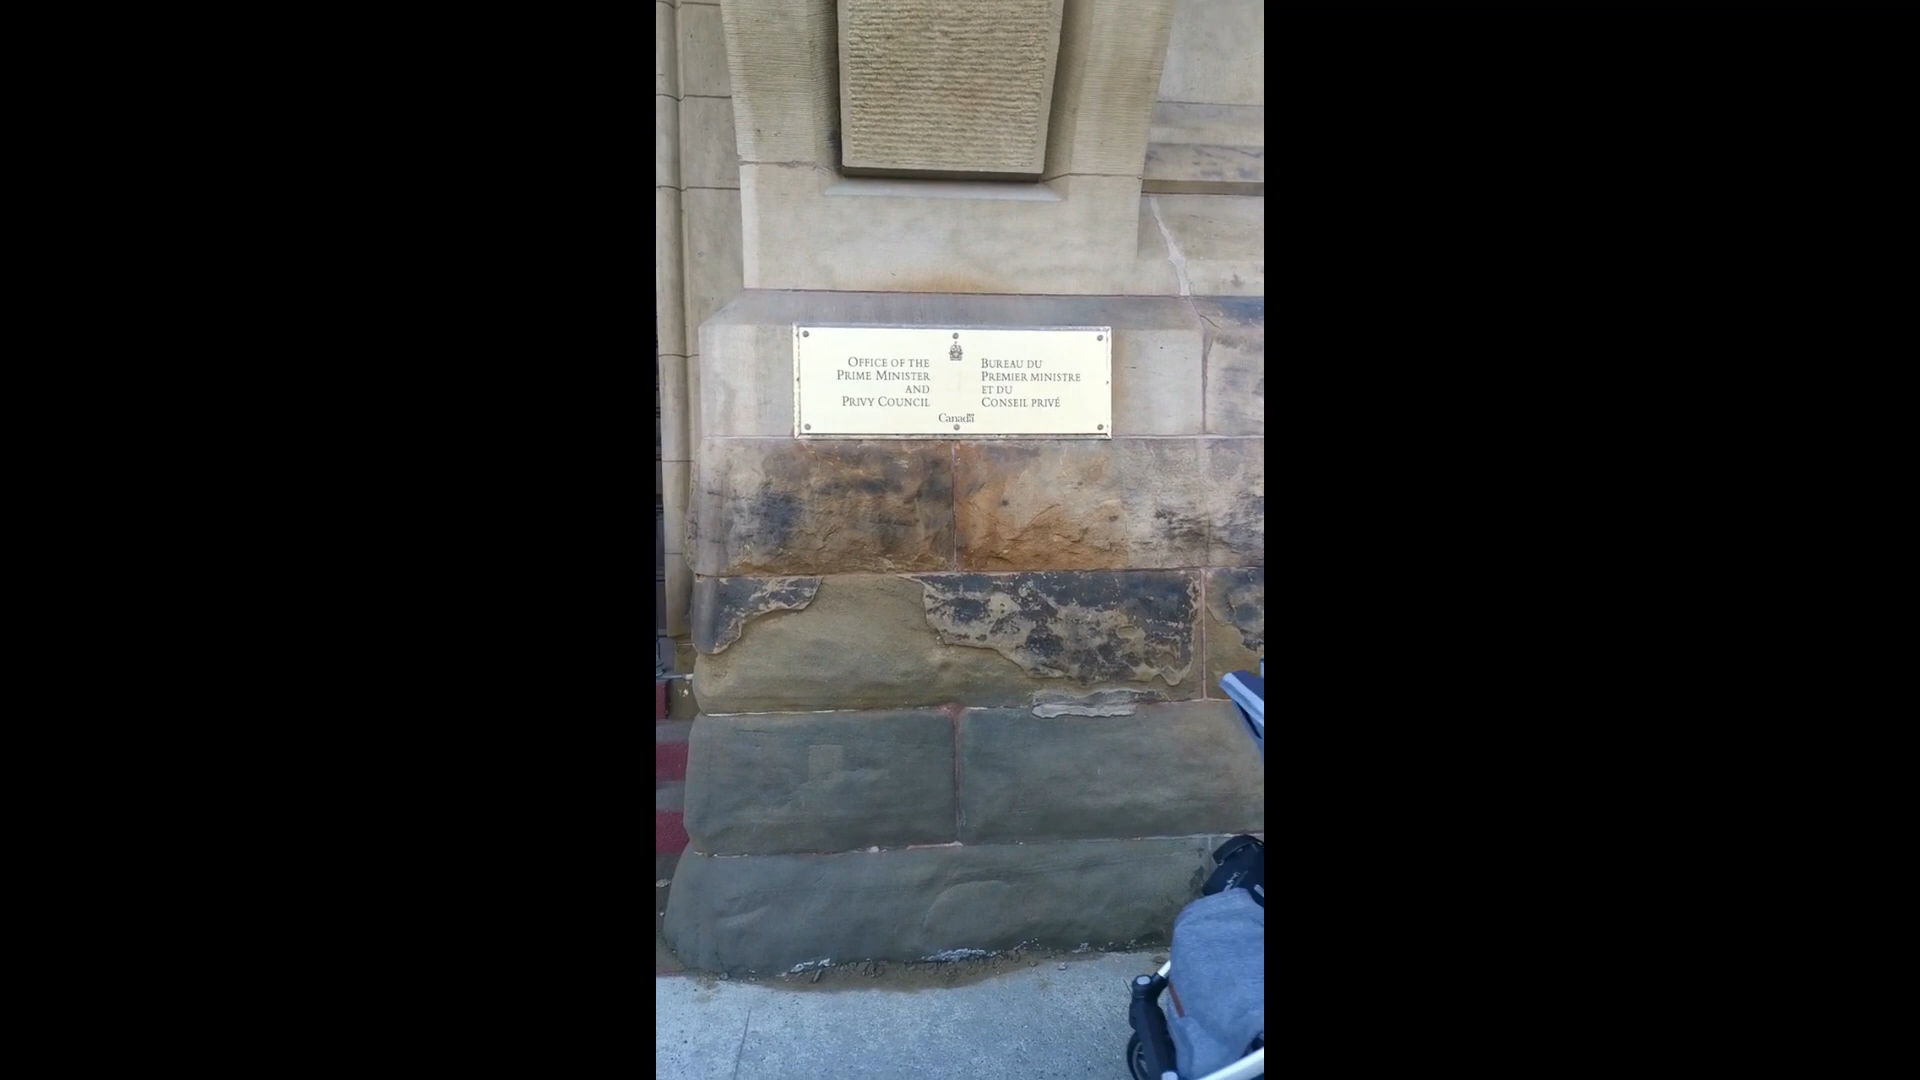 OFFICE OF THE
PRIME MINISTER
AND
PRIVY COUNCIL
BUREAU DU
PREMIER MINISTRE
ET DU
CONSEIL PRIVÉ
Canada